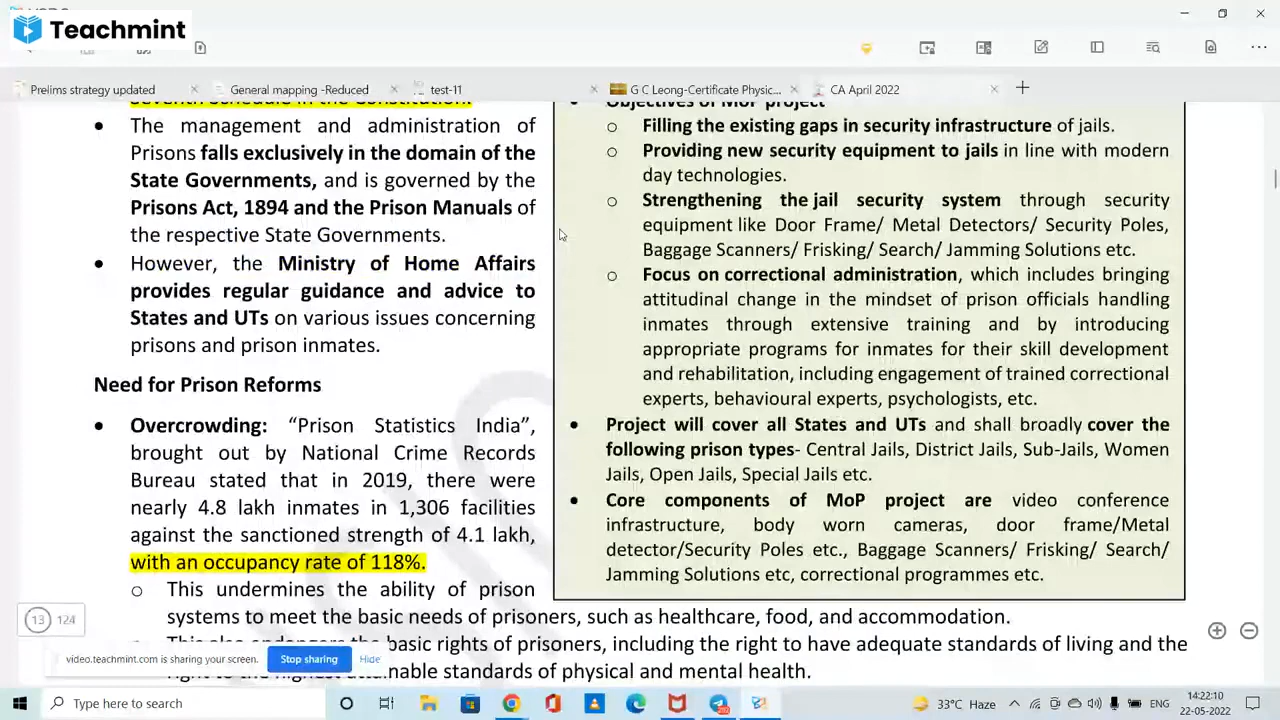 Teachmint
Prelims strategy updated
General mapping -Reduced
test-11
G C Leong-Certificate Physic...
CA April 2022
seventh Schedule in the Constitution.
• The management and administration of
Prisons falls exclusively in the domain of the
State Governments, and is governed by the
Prisons Act, 1894 and the Prison Manuals of
the respective State Governments.
• However, the Ministry of Home Affairs
provides regular guidance and advice to
States and UTs on various issues concerning
prisons and prison inmates.
Need for Prison Reforms
• Overcrowding: “Prison Statistics India”,
brought out by National Crime Records
Bureau stated that in 2019, there were
nearly 4.8 lakh inmates in 1,306 facilities
against the sanctioned strength of 4.1 lakh,
with an occupancy rate of 118%.
o This undermines the ability of prison
systems to meet the basic needs of prisoners, such as healthcare, food, and accommodation.
basic rights of prisoners, including the right to have adequate standards of living and the
standards of physical and mental health.
• Objectives of MoP project
o Filling the existing gaps in security infrastructure of jails.
o Providing new security equipment to jails in line with modern
day technologies.
o Strengthening the jail security system through security
equipment like Door Frame/ Metal Detectors/ Security Poles,
Baggage Scanners/ Frisking/ Search/ Jamming Solutions etc.
o Focus on correctional administration, which includes bringing
attitudinal change in the mindset of prison officials handling
inmates through extensive training and by introducing
appropriate programs for inmates for their skill development
and rehabilitation, including engagement of trained correctional
experts, behavioural experts, psychologists, etc.
• Project will cover all States and UTs and shall broadly cover the
following prison types- Central Jails, District Jails, Sub-Jails, Women
Jails, Open Jails, Special Jails etc.
• Core components of MoP project are video conference
infrastructure, body worn cameras, door frame/Metal
detector/Security Poles etc., Baggage Scanners/ Frisking/ Search/
Jamming Solutions etc, correctional programmes etc.
13 124
video.teachmint.com is sharing your screen.
Stop sharing
Hide
Type here to search
33°C Haze
ENG
14:22:10
22-05-2022